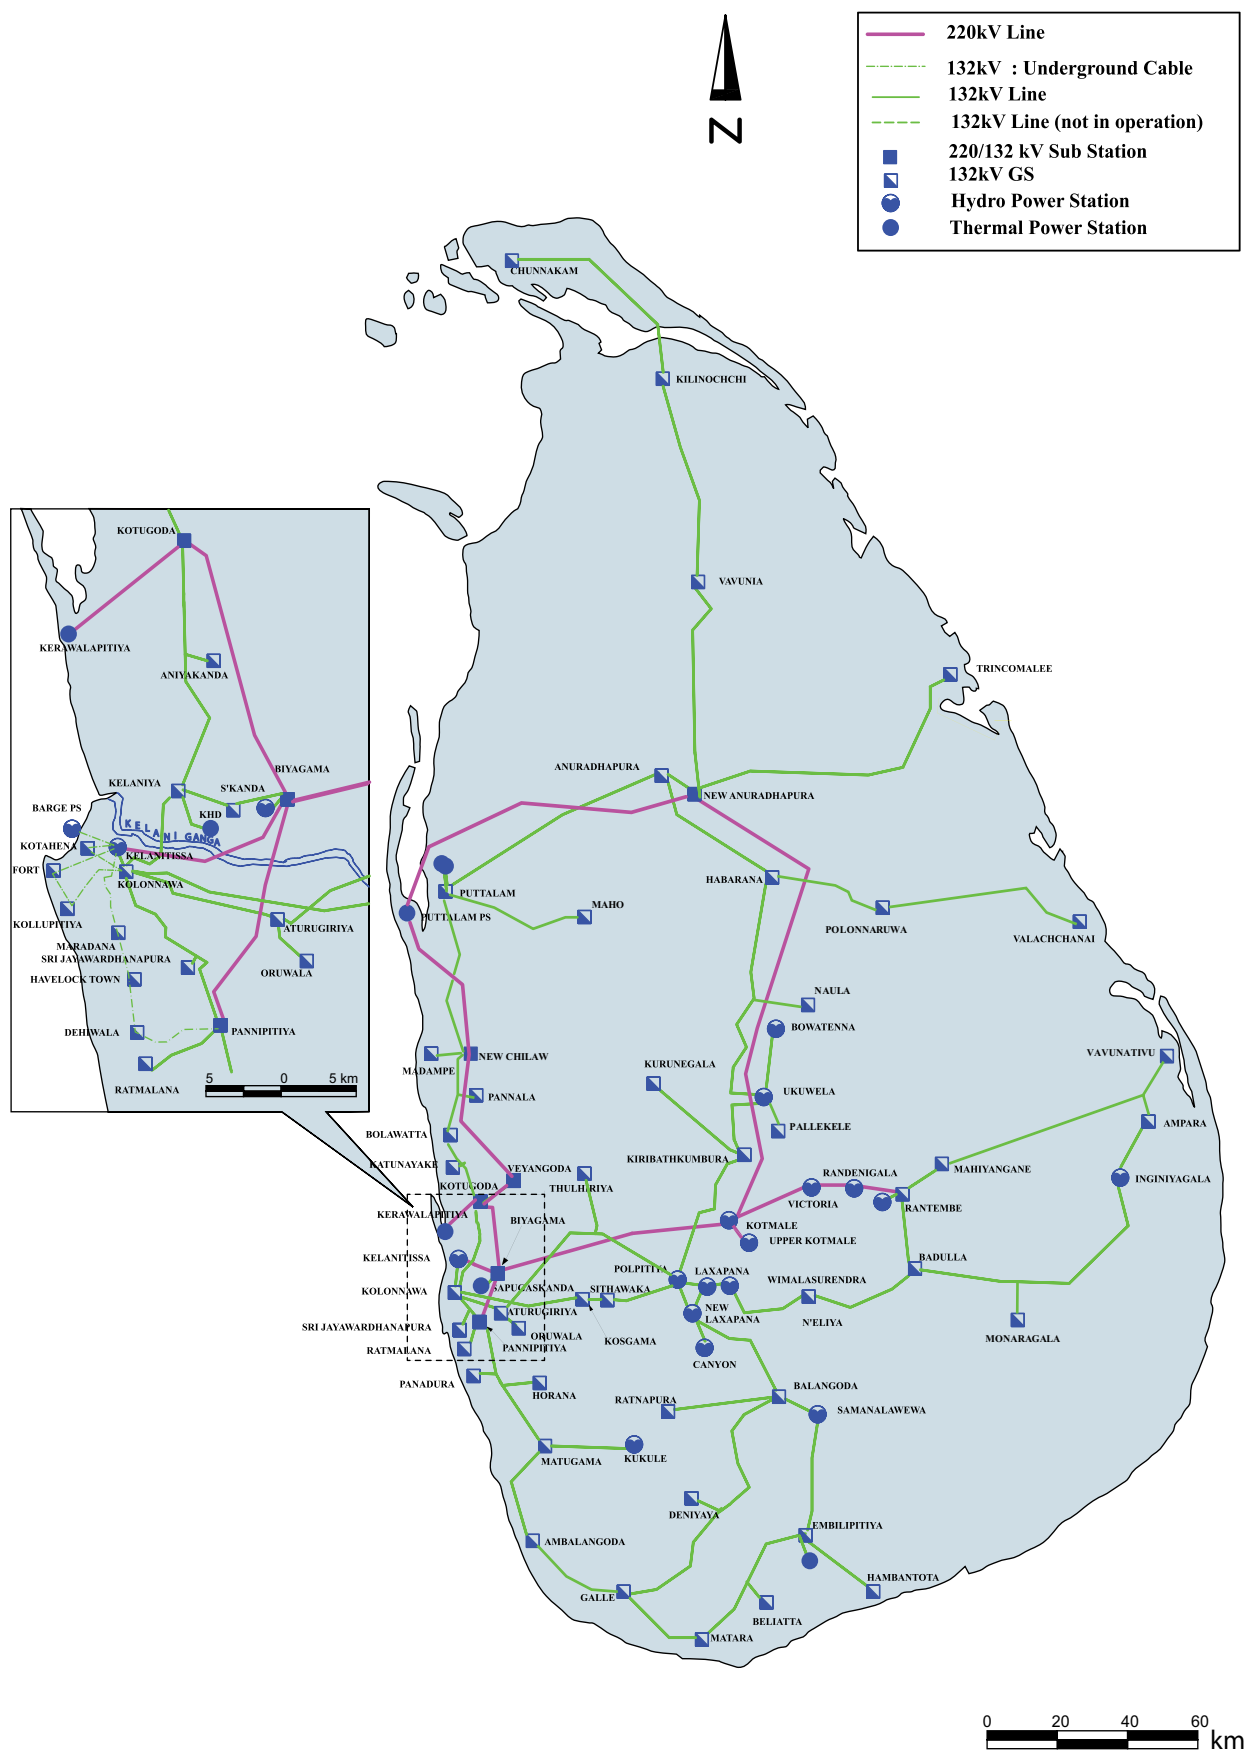 220kV Line
132kV : Underground Cable
132kV Line
132kV Line (not in operation)
220/132 kV Sub Station
132kV GS
Hydro Power Station
Thermal Power Station
N
CHUNNAKAM
KILINOCHCHI
VAVUNIA
TRINCOMALEE
ANURADHAPURA
NEW ANURADHAPURA
HABARANA
PUTTALAM
MAHO
PUTTALAM PS
POLONNARUWA
VALACHCHANAI
NAULA
BOWATENNA
NEW CHILAW
MADAMPE
KURUNEGALA
VAVUNATIVU
UKUWELA
PANNALA
PALLEKELE
AMPARA
BOLAWATTA
KIRIBATHKUMBURA
KATUNAYAKE
VEYANGODA
THULHIRIYA
RANDENIGALA
MAHIYANGANE
INGINIYAGALA
KOTUGODA
VICTORIA
RANTEMBE
KERAWALAPITIYA
BIYAGAMA
KOTMALE
UPPER KOTMALE
KELANITISSA
BADULLA
POLPITIYA
LAXAPANA
WIMALASURENDRA
KOLONNAWA
SAPUGASKANDA
SITHAWAKA
ATURUGIRIYA
NEW
LAXAPANA
N'ELIYA
SRI JAYAWARDHANAPURA
ORUWALA
KOSGAMA
MONARAGALA
RATMALANA
PANNIPITIYA
CANYON
PANADURA
HORANA
BALANGODA
RATNAPURA
SAMANALAWEWA
MATUGAMA
KUKULE
DENIYAYA
EMBILIPITIYA
AMBALANGODA
HAMBANTOTA
GALLE
BELIATTA
MATARA
KOTUGODA
KERAWALAPITIYA
ANIYAKANDA
BIYAGAMA
KELANIYA
S'KANDA
BARGE PS
KHD
KELANI GANGA
KOTAHENA
KELANITISSA
FORT
KOLONNAWA
KOLLUPITIYA
ATURUGIRIYA
MARADANA
SRI JAYAWARDHANAPURA
ORUWALA
HAVELOCK TOWN
DEHIWALA
PANNIPITIYA
RATMALANA
5 0 5 km
0 20 40 60
km